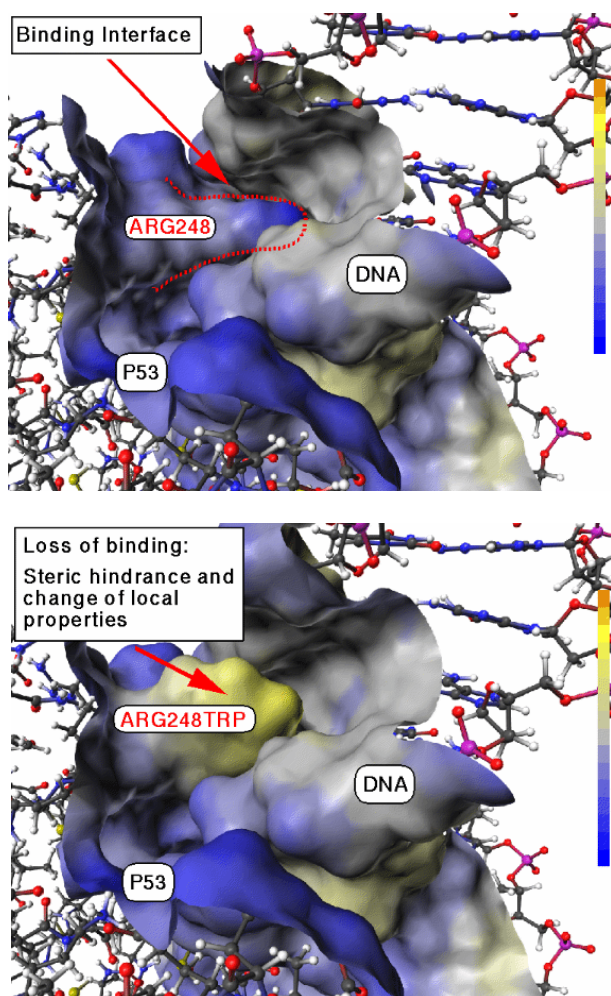 Binding Interface
ARG248
DNA
P53
Loss of binding:
Steric hindrance and
change of local
properties
ARG248TRP
DNA
P53